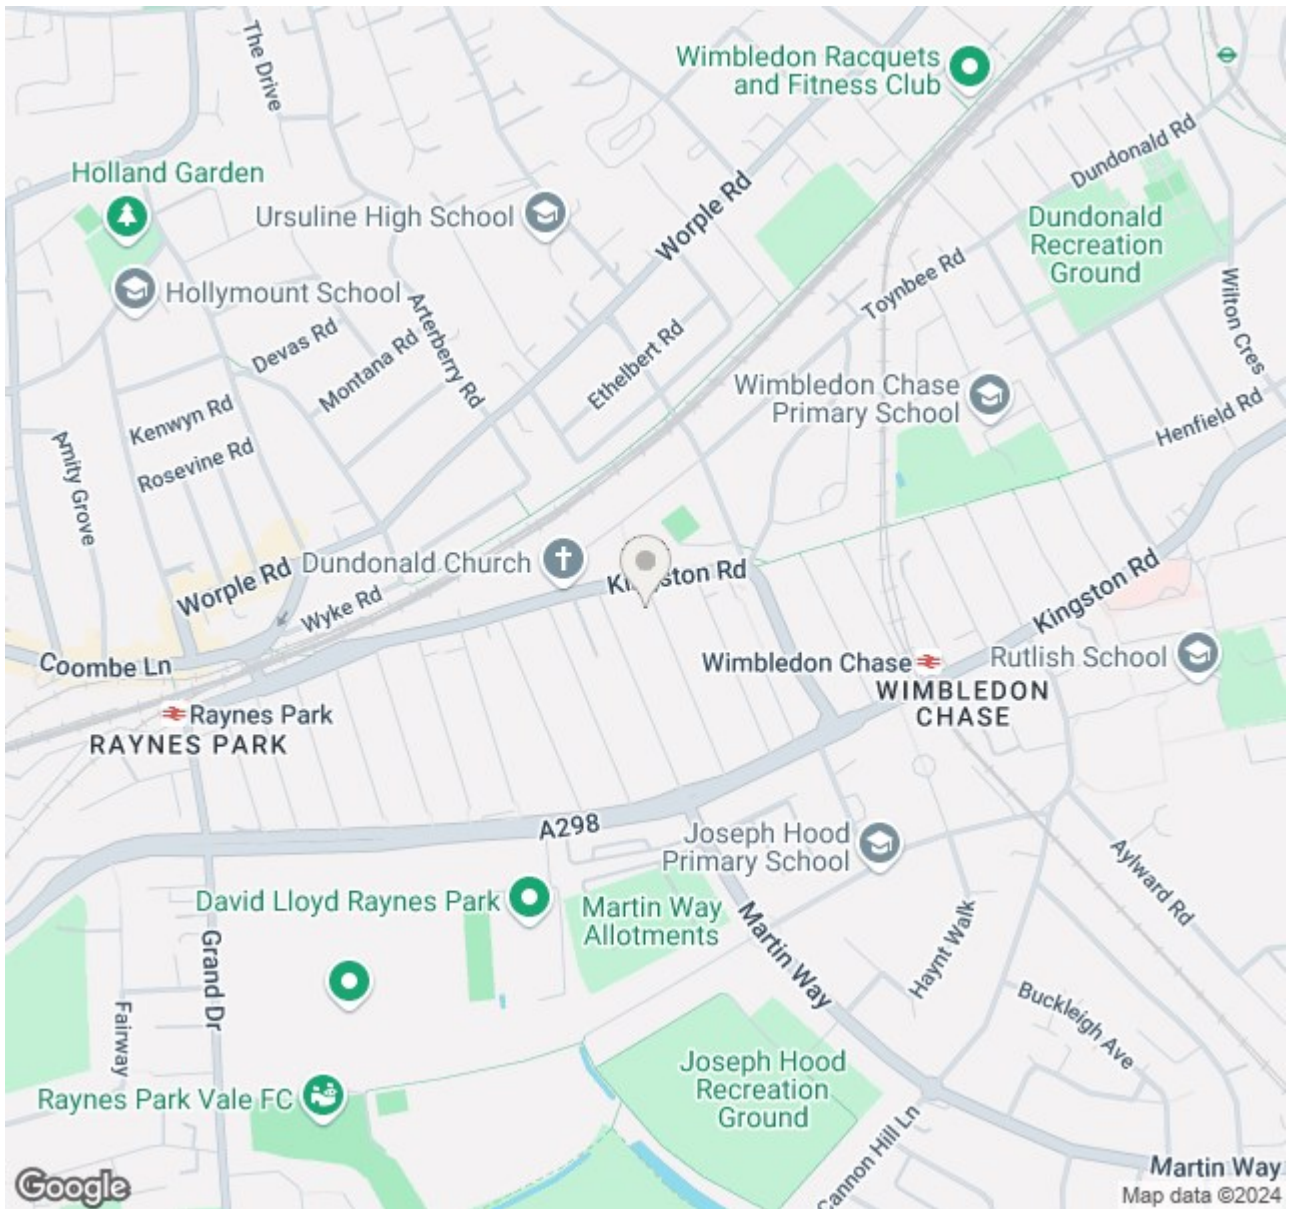 The Drive
Wimbledon Racquets
and Fitness Club
Dundonald Rd
Holland Garden
Ursuline High School
Worple Rd
Dundonald
Recreation
Ground
Toynbee Rd
Wilton Cres
Hollymount School
Arterberry Rd
Devas Rd
Montana Rd
Ethelbert Rd
Wimbledon Chase
Primary School
Kenwyn Rd
Henfield Rd
Amity Grove
Rosevine Rd
Dundonald Church
Kingston Rd
Worple Rd
Wyke Rd
Kingston Rd
Coombe Ln
Wimbledon Chase
Rutlish School
WIMBLEDON
CHASE
Raynes Park
RAYNES PARK
A298
Joseph Hood
Primary School
Aylward Rd
David Lloyd Raynes Park
Martin Way
Allotments
Martin Way
Haynt Walk
Grand Dr
Fairway
Buckleigh Ave
Joseph Hood
Recreation
Ground
Raynes Park Vale FC
Cannon Hill Ln
Martin Way
Google
Map data ©2024